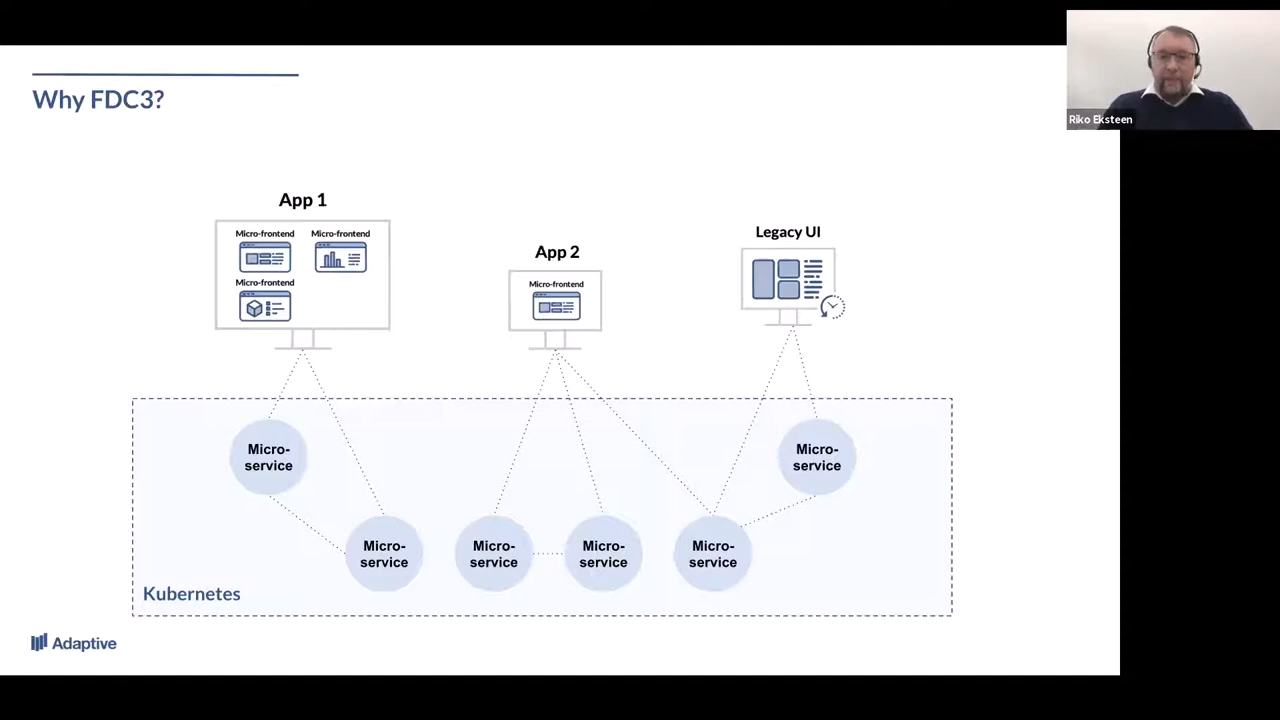 Why FDC3?
Riko Eksteen
App 1
Micro-frontend
Micro-frontend
Micro-frontend
App 2
Micro-frontend
Legacy UI
Micro-
service
Micro-
service
Micro-
service
Micro-
service
Micro-
service
Micro-
service
Kubernetes
Adaptive